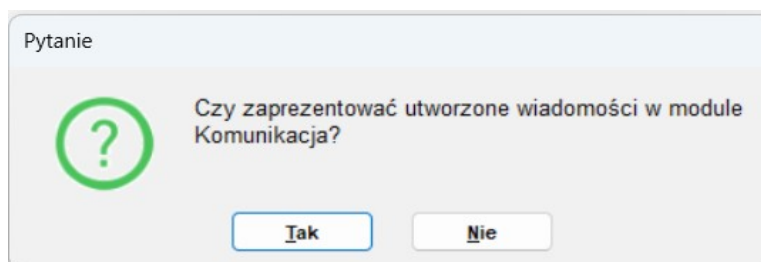 Pytanie
Czy zaprezentować utworzone wiadomości w module
Komunikacja?
Tak
Nie